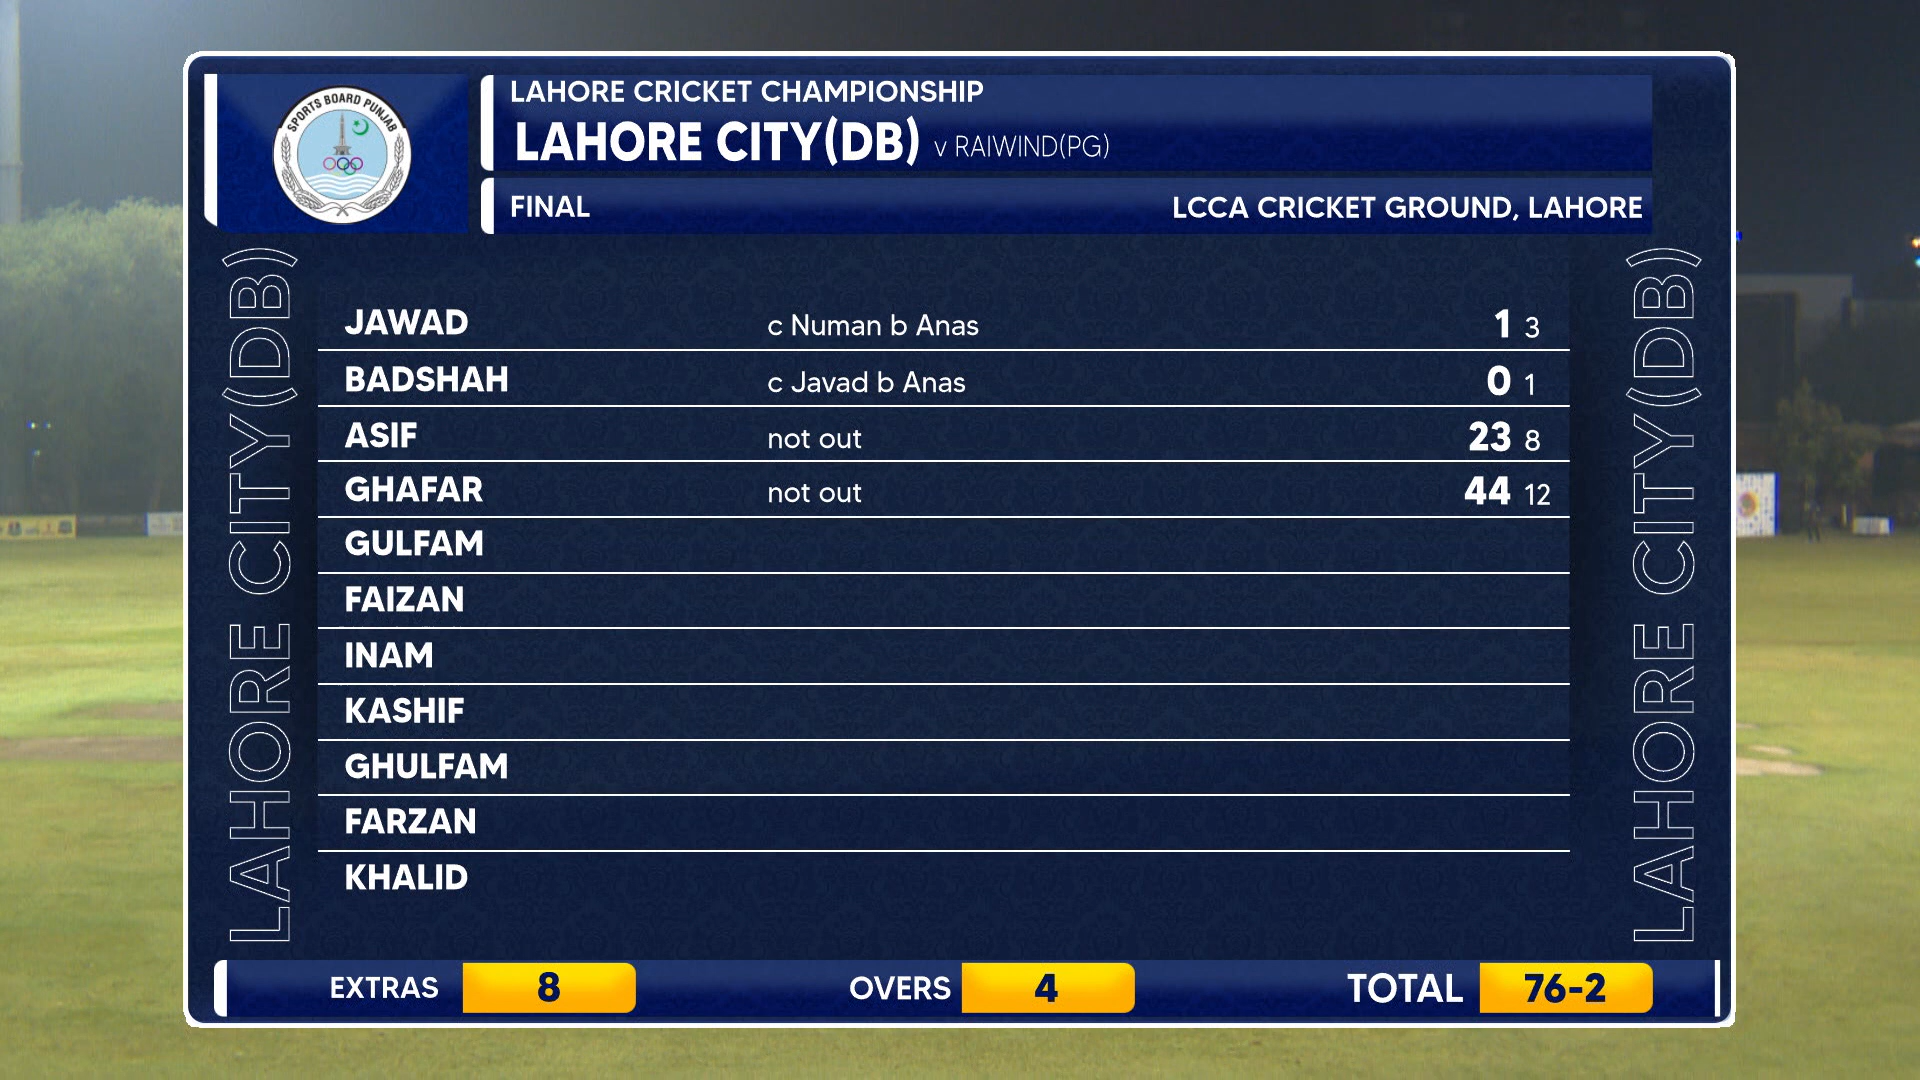 SPORTS BOARD PUNJAB
LAHORE CRICKET CHAMPIONSHIP
LAHORE CITY(DB) v RAIWIND(PG)
FINAL
LCCA CRICKET GROUND, LAHORE
LAHORE CITY(DB)
JAWAD c Numan b Anas 1 3
BADSHAH c Javad b Anas 0 1
ASIF not out 23 8
GHAFAR not out 44 12
GULFAM
FAIZAN
INAM
KASHIF
GHULFAM
FARZAN
KHALID
LAHORE CITY(DB)
EXTRAS 8 OVERS 4 TOTAL 76-2